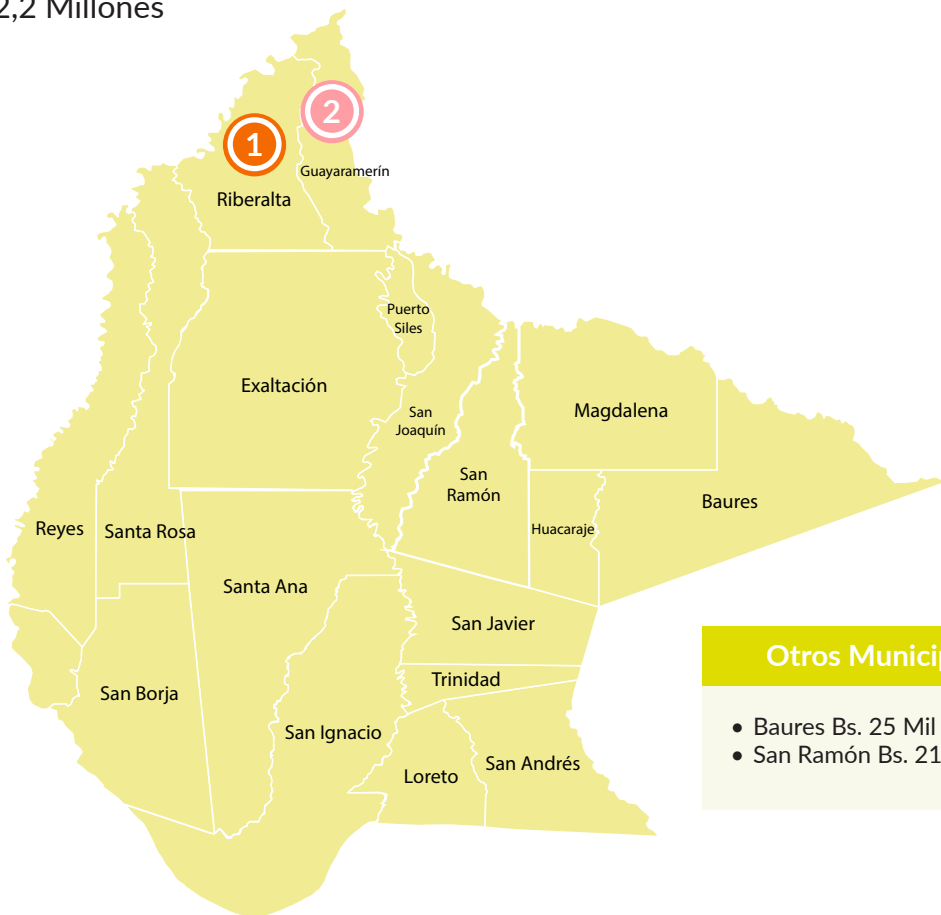 2,2 Millones
2
1
Guayaramerín
Riberalta
Puerto
Siles
Exaltación
San
Joaquín
Magdalena
San
Ramón
Baures
Reyes
Santa Rosa
Huacaraje
Santa Ana
San Javier
Trinidad
San Borja
San Ignacio
Loreto
San Andrés
Otros Municip
• Baures Bs. 25 Mil
• San Ramón Bs. 21